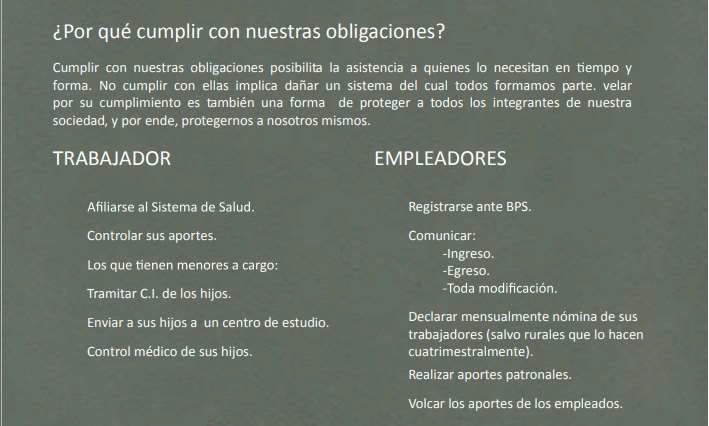 ¿Por qué cumplir con nuestras obligaciones?
Cumplir con nuestras obligaciones posibilita la asistencia a quienes lo necesitan en tiempo y
forma. No cumplir con ellas implica dañar un sistema del cual todos formamos parte. velar
por su cumplimiento es también una forma de proteger a todos los integrantes de nuestra
sociedad, y por ende, protegernos a nosotros mismos.
TRABAJADOR
Afiliarse al Sistema de Salud.
Controlar sus aportes.
Los que tienen menores a cargo:
Tramitar C.I. de los hijos.
Enviar a sus hijos a un centro de estudio.
Control médico de sus hijos.
EMPLEADORES
Registrarse ante BPS.
Comunicar:
-Ingreso.
-Egreso.
-Toda modificación.
Declarar mensualmente nómina de sus
trabajadores (salvo rurales que lo hacen
cuatrimestralmente).
Realizar aportes patronales.
Volcar los aportes de los empleados.